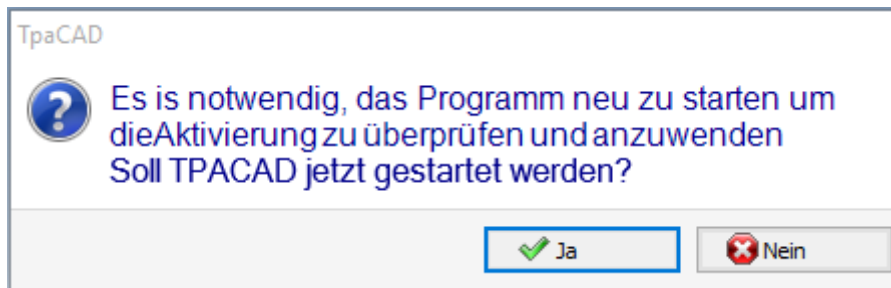 TpaCAD
Es is notwendig, das Programm neu zu starten um
dieAktivierung zu überprüfen und anzuwenden
Soll TPACAD jetzt gestartet werden?
Ja
Nein